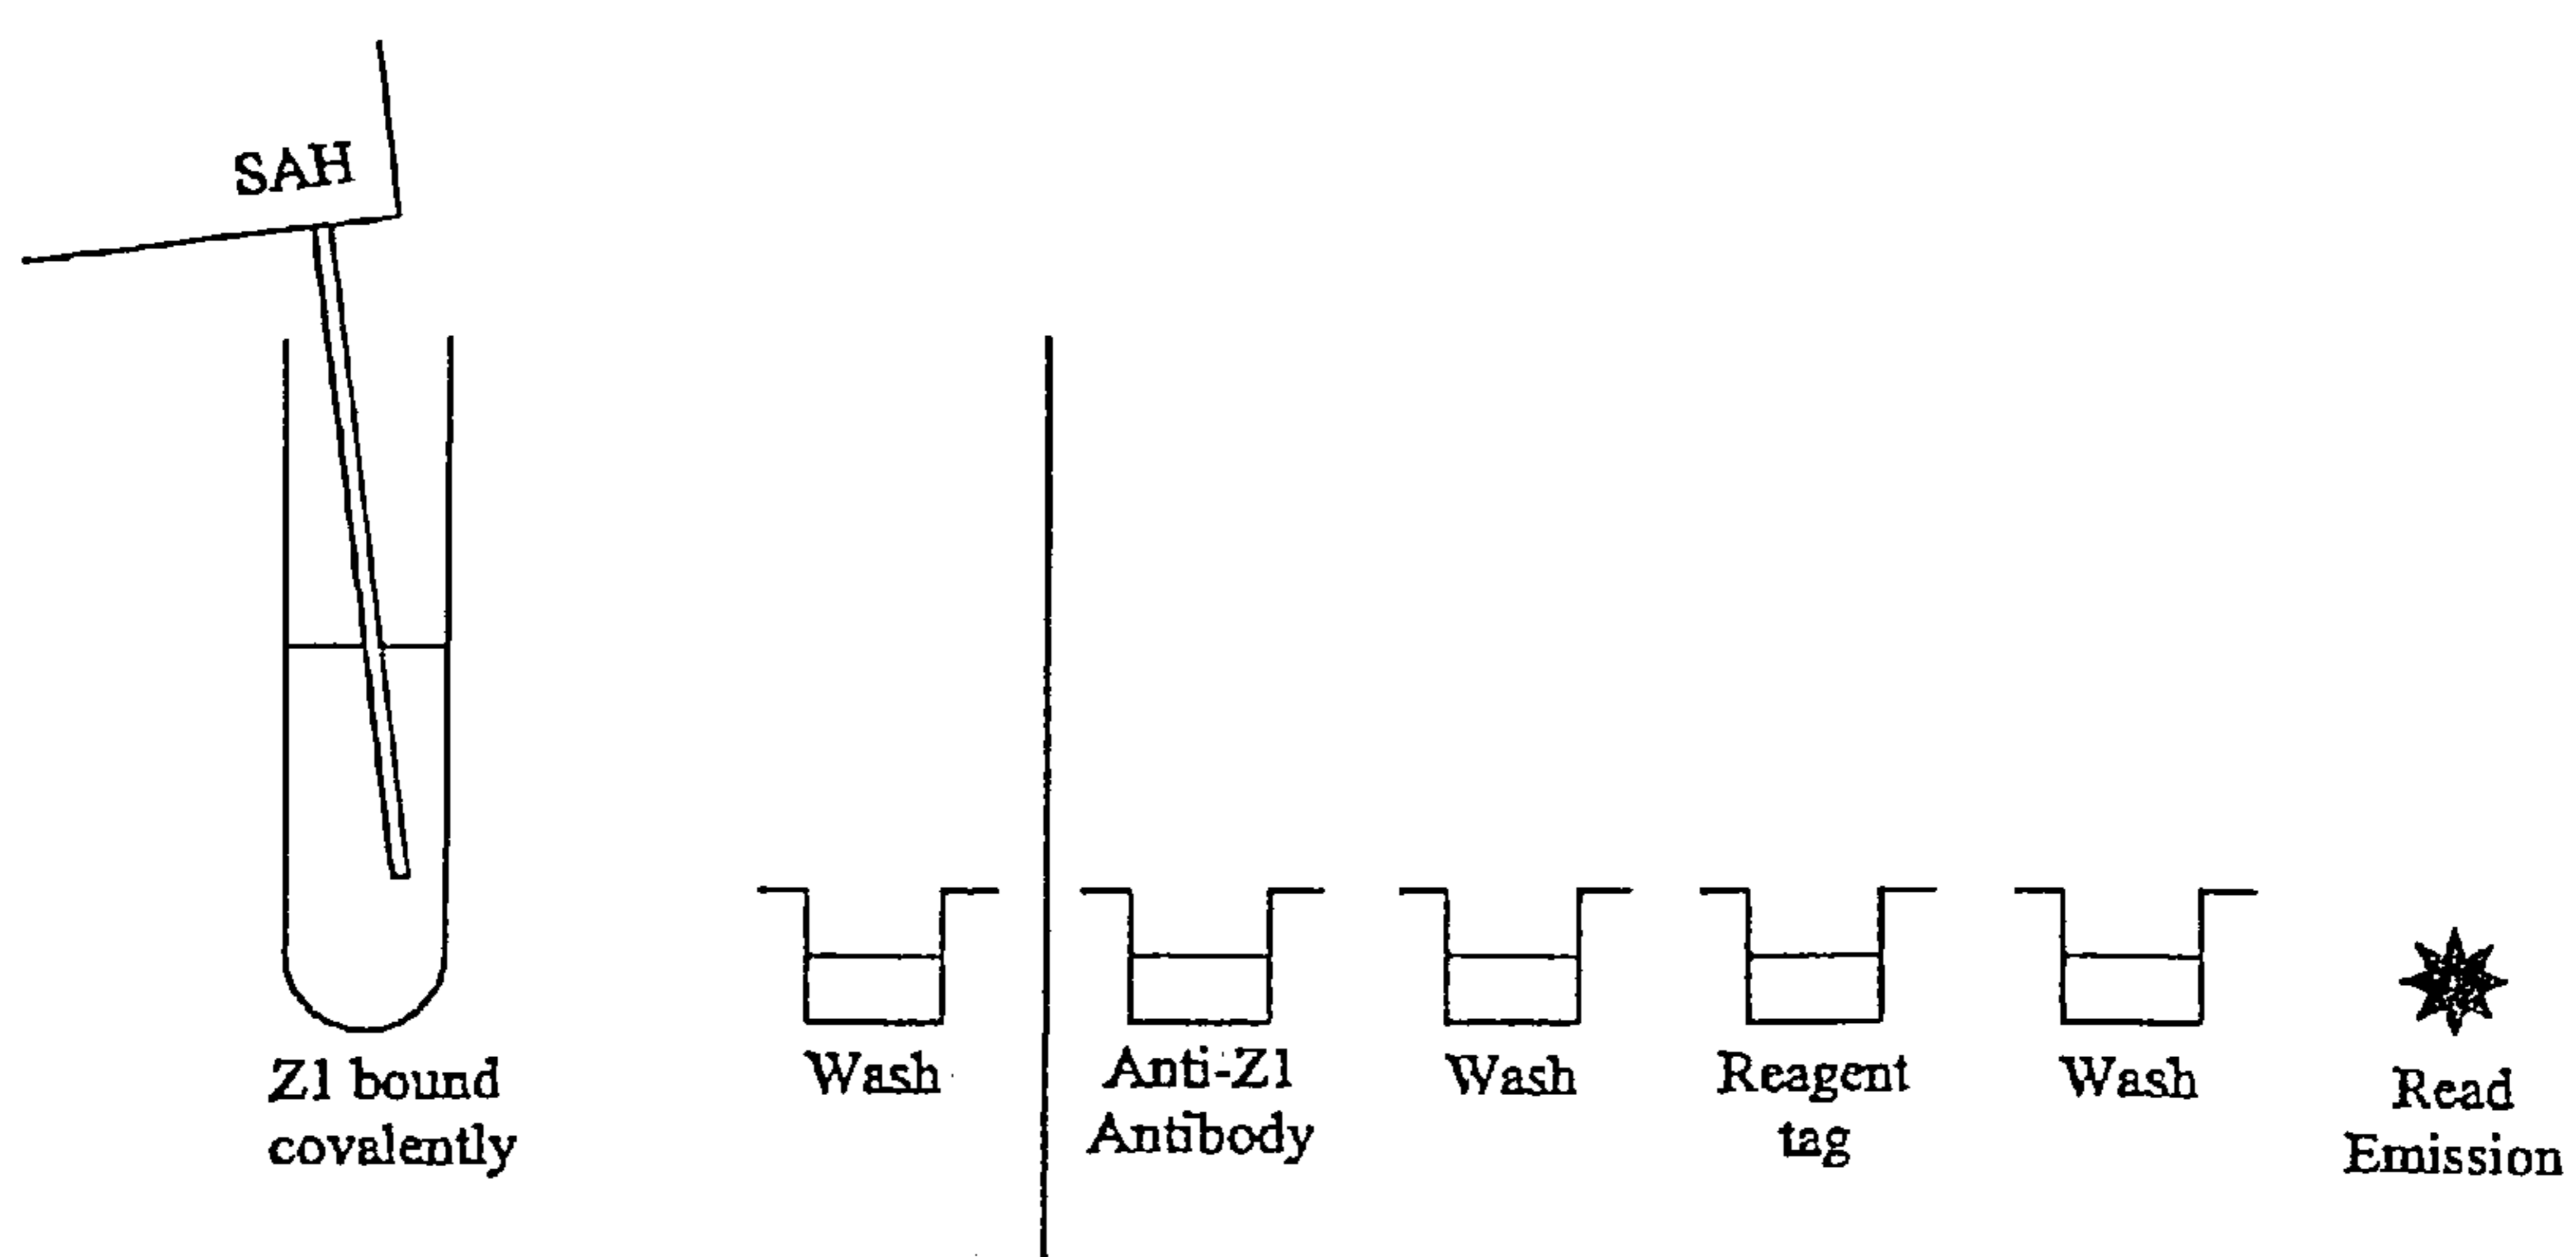 SAH
Z1 bound
covalently
Wash
Anti-Z1
Antibody
Wash
Reagent
tag
Wash
Read
Emission